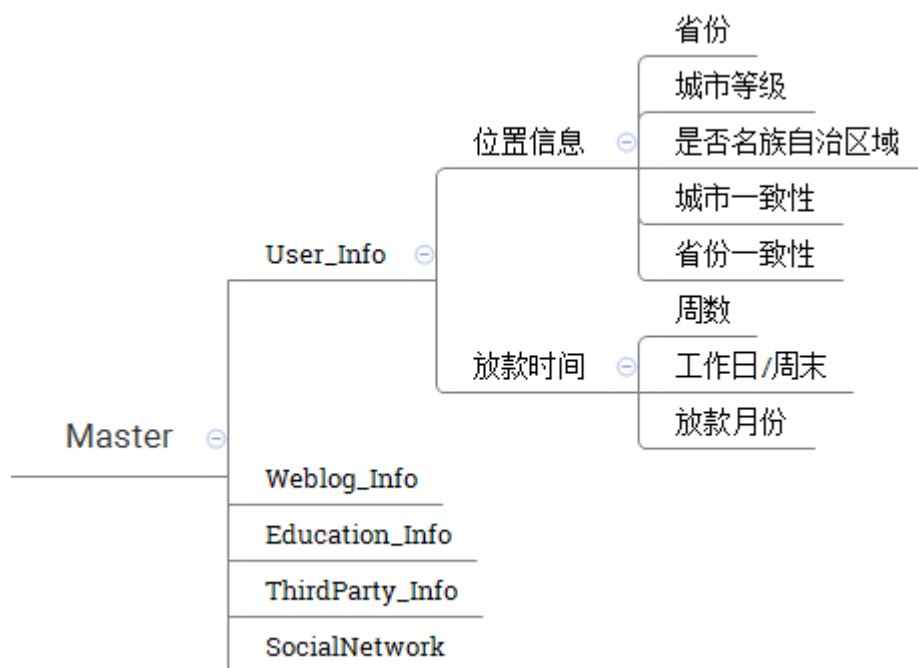 省份
城市等级
位置信息
是否名族自治区域
城市一致性
User_Info
省份一致性
周数
放款时间
工作日/周末
放款月份
Master
Weblog_Info
Education_Info
ThirdParty_Info
SocialNetwork